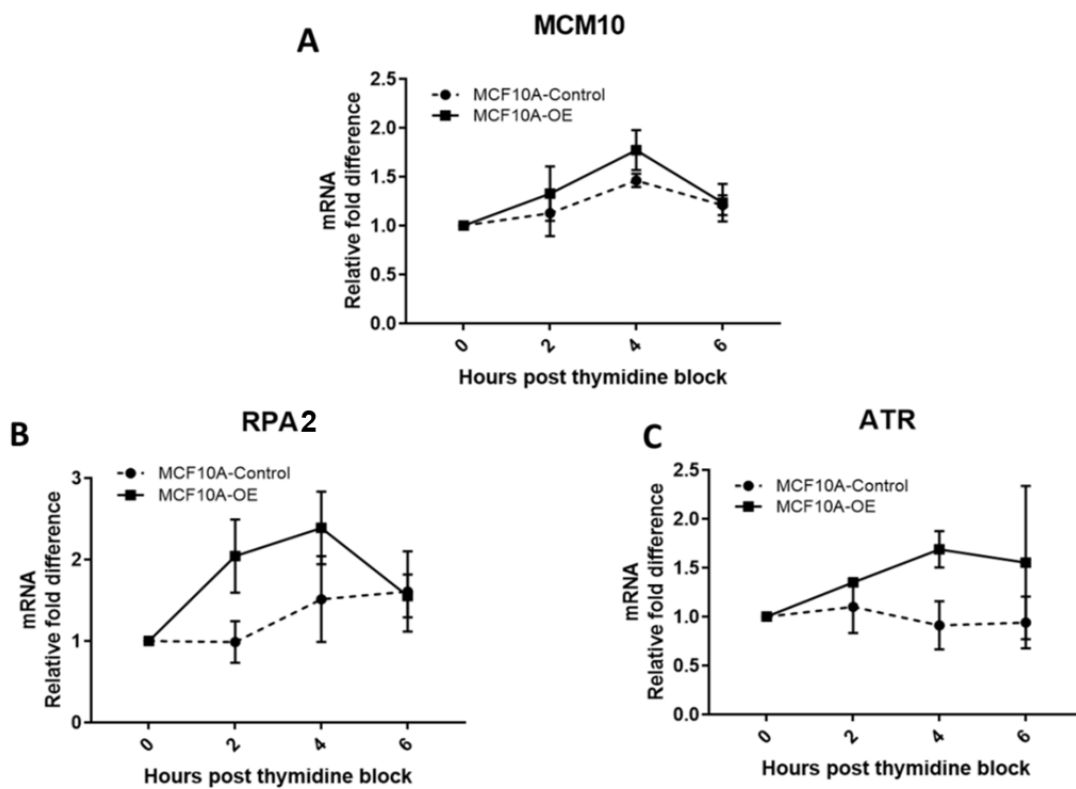 A
MCM10
MCF10A-Control
MCF10A-OE
mRNA
Relative fold difference
2.5
2.0
1.5
1.0
0.5
0.0
0
2
4
6
Hours post thymidine block
B
RPA2
MCF10A-Control
MCF10A-OE
mRNA
Relative fold difference
3
2
1
0
0
2
4
6
Hours post thymidine block
C
ATR
MCF10A-Control
MCF10A-OE
mRNA
Relative fold difference
2.5
2.0
1.5
1.0
0.5
0.0
0
2
4
6
Hours post thymidine block